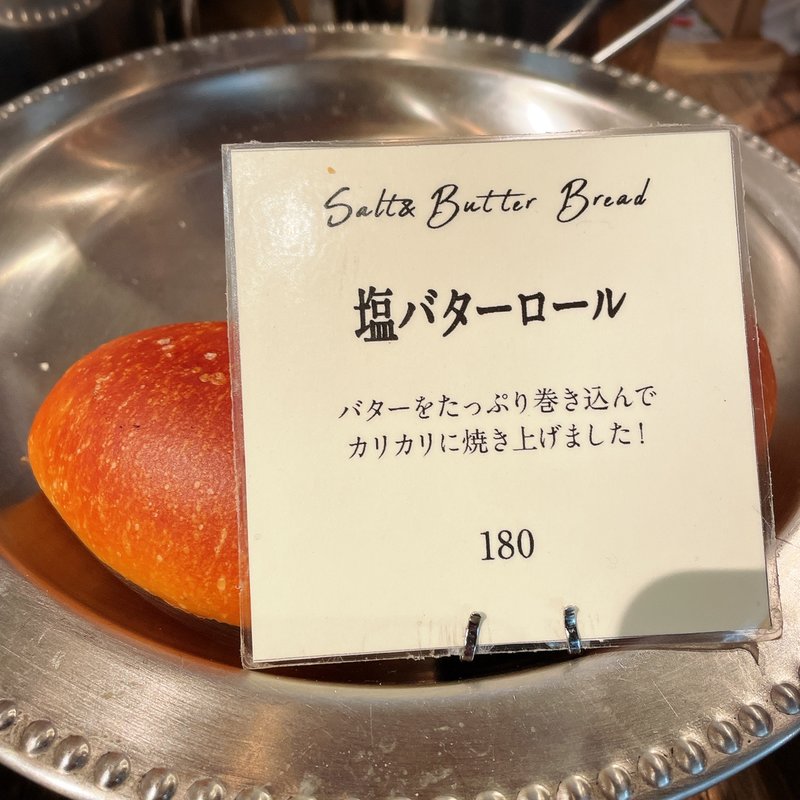 Salt& Butter Bread
塩バターロール
バターをたっぷり巻き込んで
カリカリに焼き上げました！
180